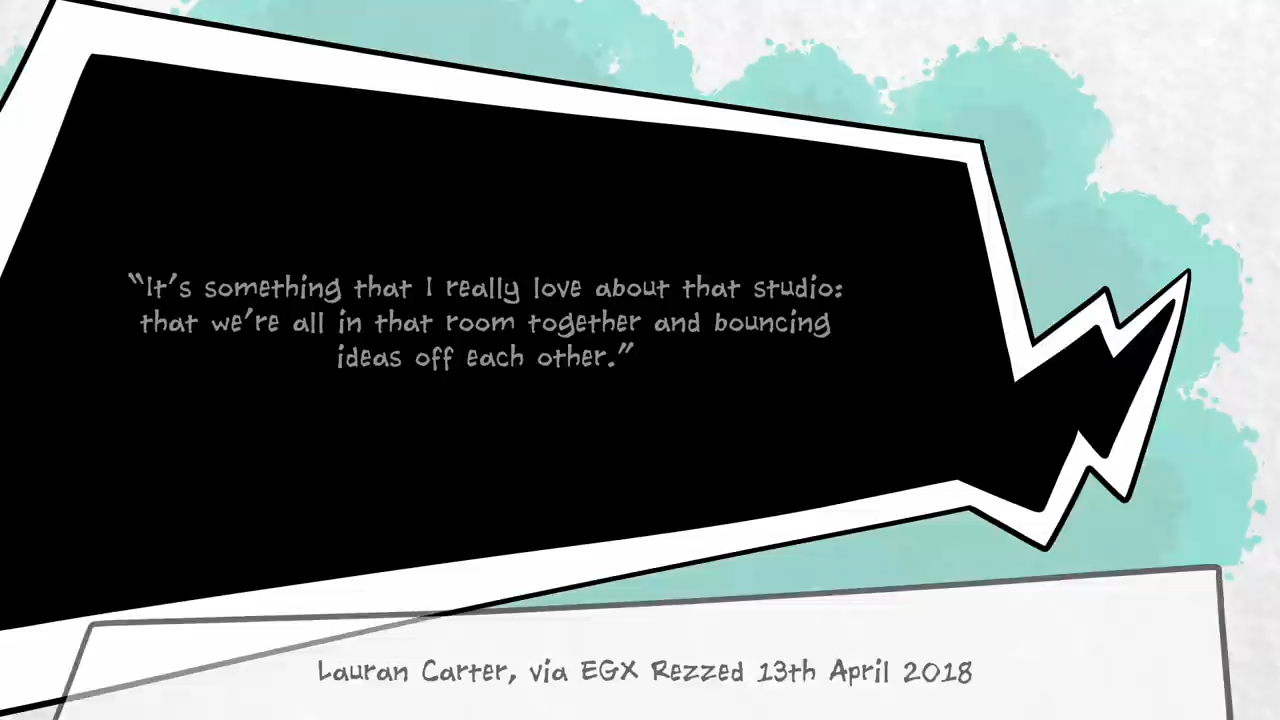 “It’s something that I really love about that studio:
that we’re all in that room together and bouncing
ideas off each other.”
Lauran Carter, via EGX Rezzed 13th April 2018